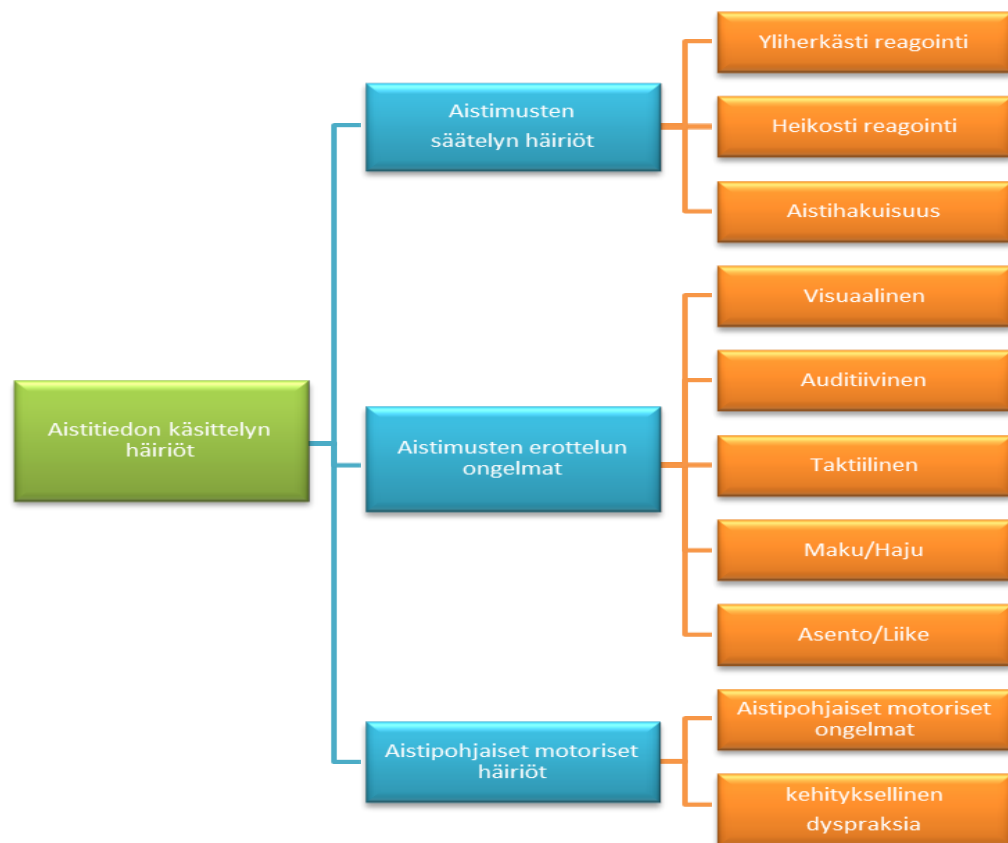 Aistitiedon käsittelyn
häiriöt
Aistimusten
säätelyn häiriöt
Yliherkästi reagointi
Heikosti reagointi
Aistihakuisuus
Aistimusten erottelun
ongelmat
Visuaalinen
Auditiivinen
Taktiilinen
Maku/Haju
Asento/Liike
Aistipohjaiset motoriset
häiriöt
Aistipohjaiset motoriset
ongelmat
kehityksellinen
dyspraksia